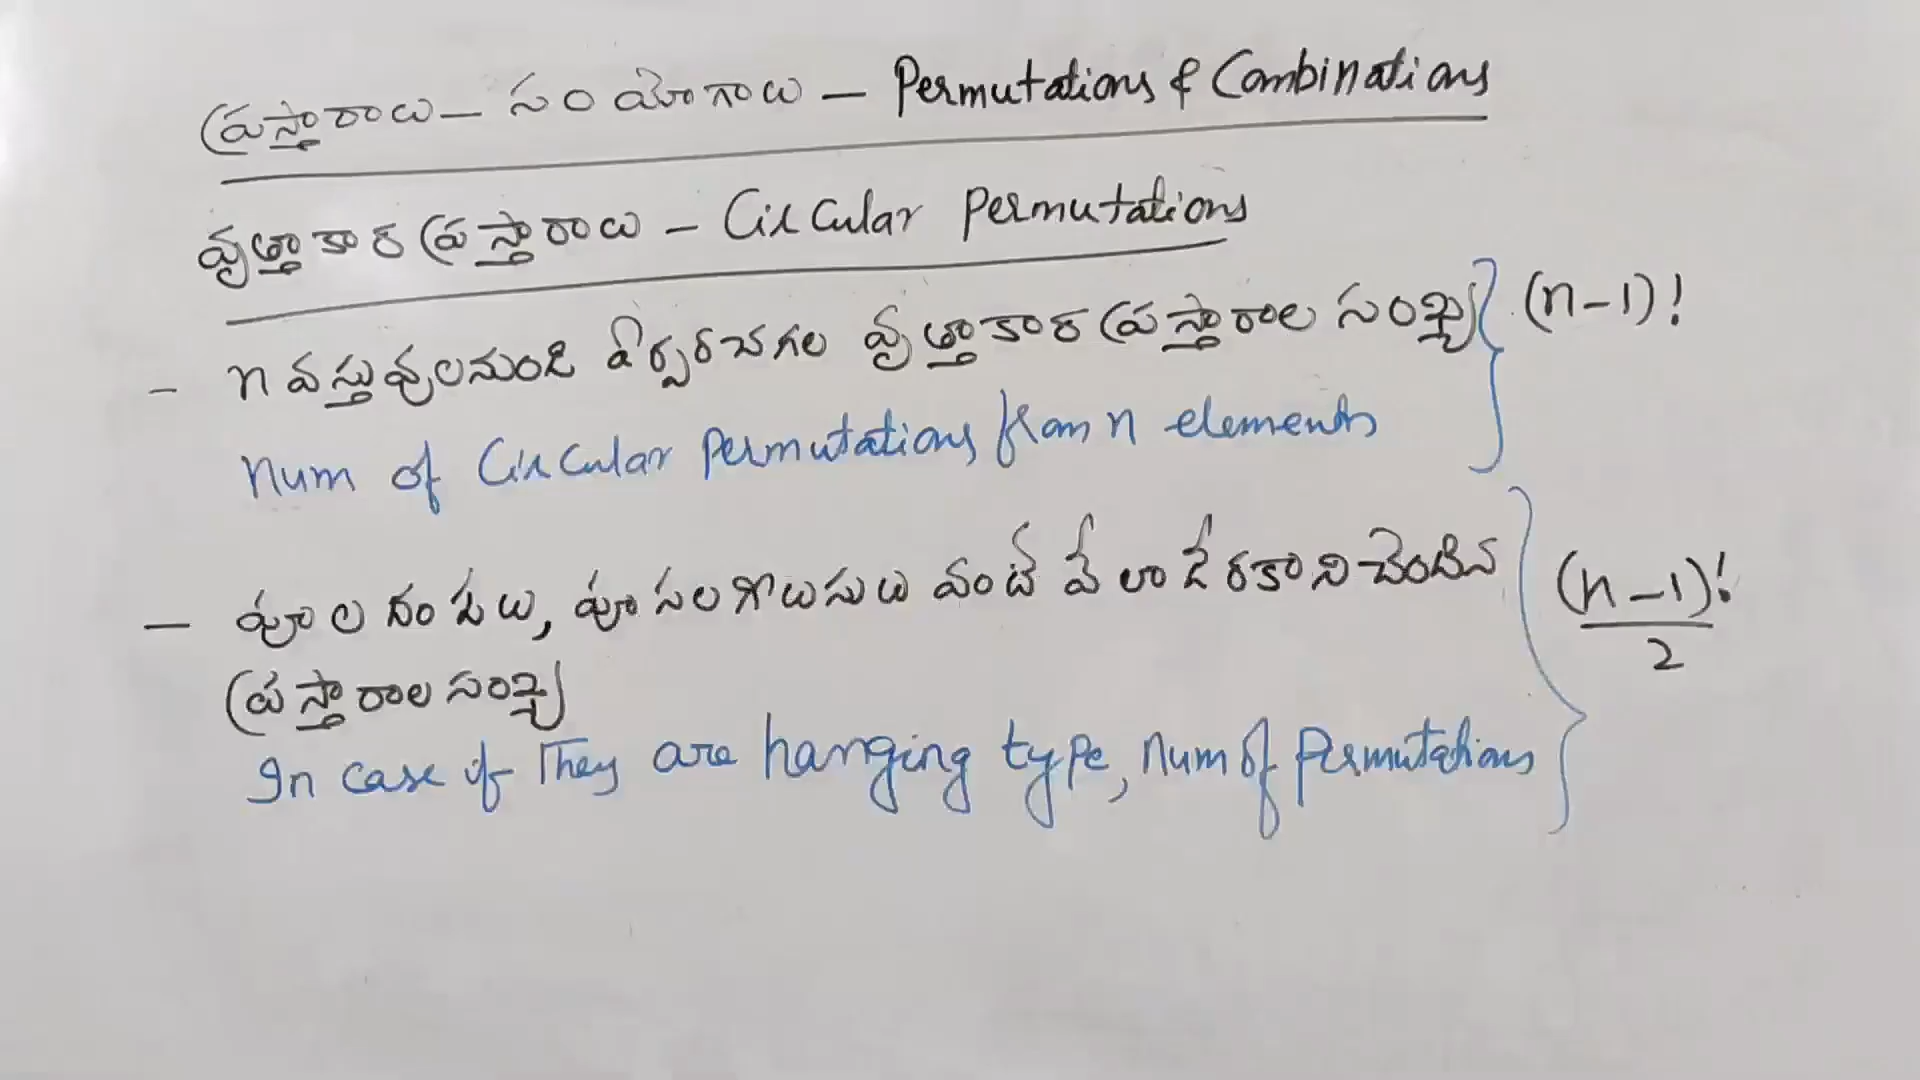 ప్రస్తారాలు - సంయోగాలు - Permutations & Combinations
వృత్తాకార ప్రస్తారాలు - Circular Permutations
- n వస్తువులనుండి ఏర్పరచగల వృత్తాకార ప్రస్తారాల సంఖ్య } (n-1)!
Num of Circular Permutations from n elements
- పూల దండలు, పూసల గొలుసులు వంటి వేలాడే రకానికి చెందిన } (n-1)!/2
ప్రస్తారాల సంఖ్య
In case of They are hanging type, Num of Permutations